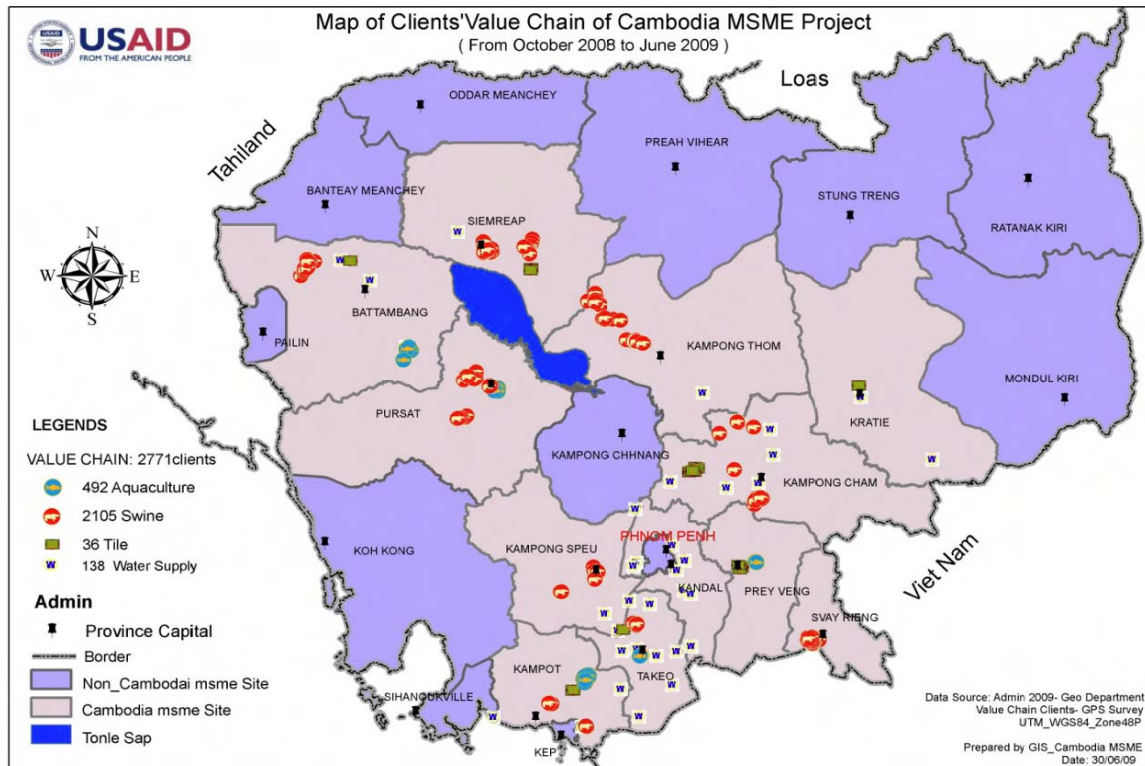 Map of Clients'Value Chain of Cambodia MSME Project
( From October 2008 to June 2009 )
USAID
FROM THE AMERICAN PEOPLE
Loas
Tahiland
ODDAR MEANCHEY
PREAH VIHEAR
STUNG TRENG
RATANAK KIRI
BANTEAY MEANCHEY
SIEMREAP
N
W
E
S
BATTAMBANG
PAILIN
KAMPONG THOM
KRATIE
MONDUL KIRI
PURSAT
KAMPONG CHHNANG
KAMPONG CHAM
KOH KONG
KAMPONG SPEU
PHNOM PENH
KANDAL
PREY VENG
SVAY RIENG
Viet Nam
KAMPOT
TAKEO
SIHANOUKVILLE
KEP
LEGENDS
VALUE CHAIN: 2771clients
492 Aquaculture
2105 Swine
36 Tile
W 138 Water Supply
Admin
Province Capital
Border
Non_Cambodai msme Site
Cambodia msme Site
Tonle Sap
Data Source: Admin 2009- Geo Department
Value Chain Clients- GPS Survey
UTM_WGS84_Zone48P
Prepared by GIS_Cambodia MSME
Date: 30/06/09